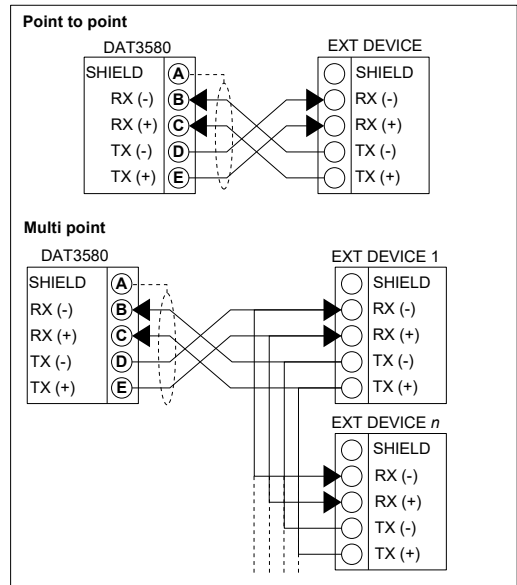 Point to point
DAT3580 EXT DEVICE
SHIELD A SHIELD
RX (-) B RX (-)
RX (+) C RX (+)
TX (-) D TX (-)
TX (+) E TX (+)
Multi point
DAT3580 EXT DEVICE 1
SHIELD A SHIELD
RX (-) B RX (-)
RX (+) C RX (+)
TX (-) D TX (-)
TX (+) E TX (+)
EXT DEVICE n
SHIELD
RX (-)
RX (+)
TX (-)
TX (+)